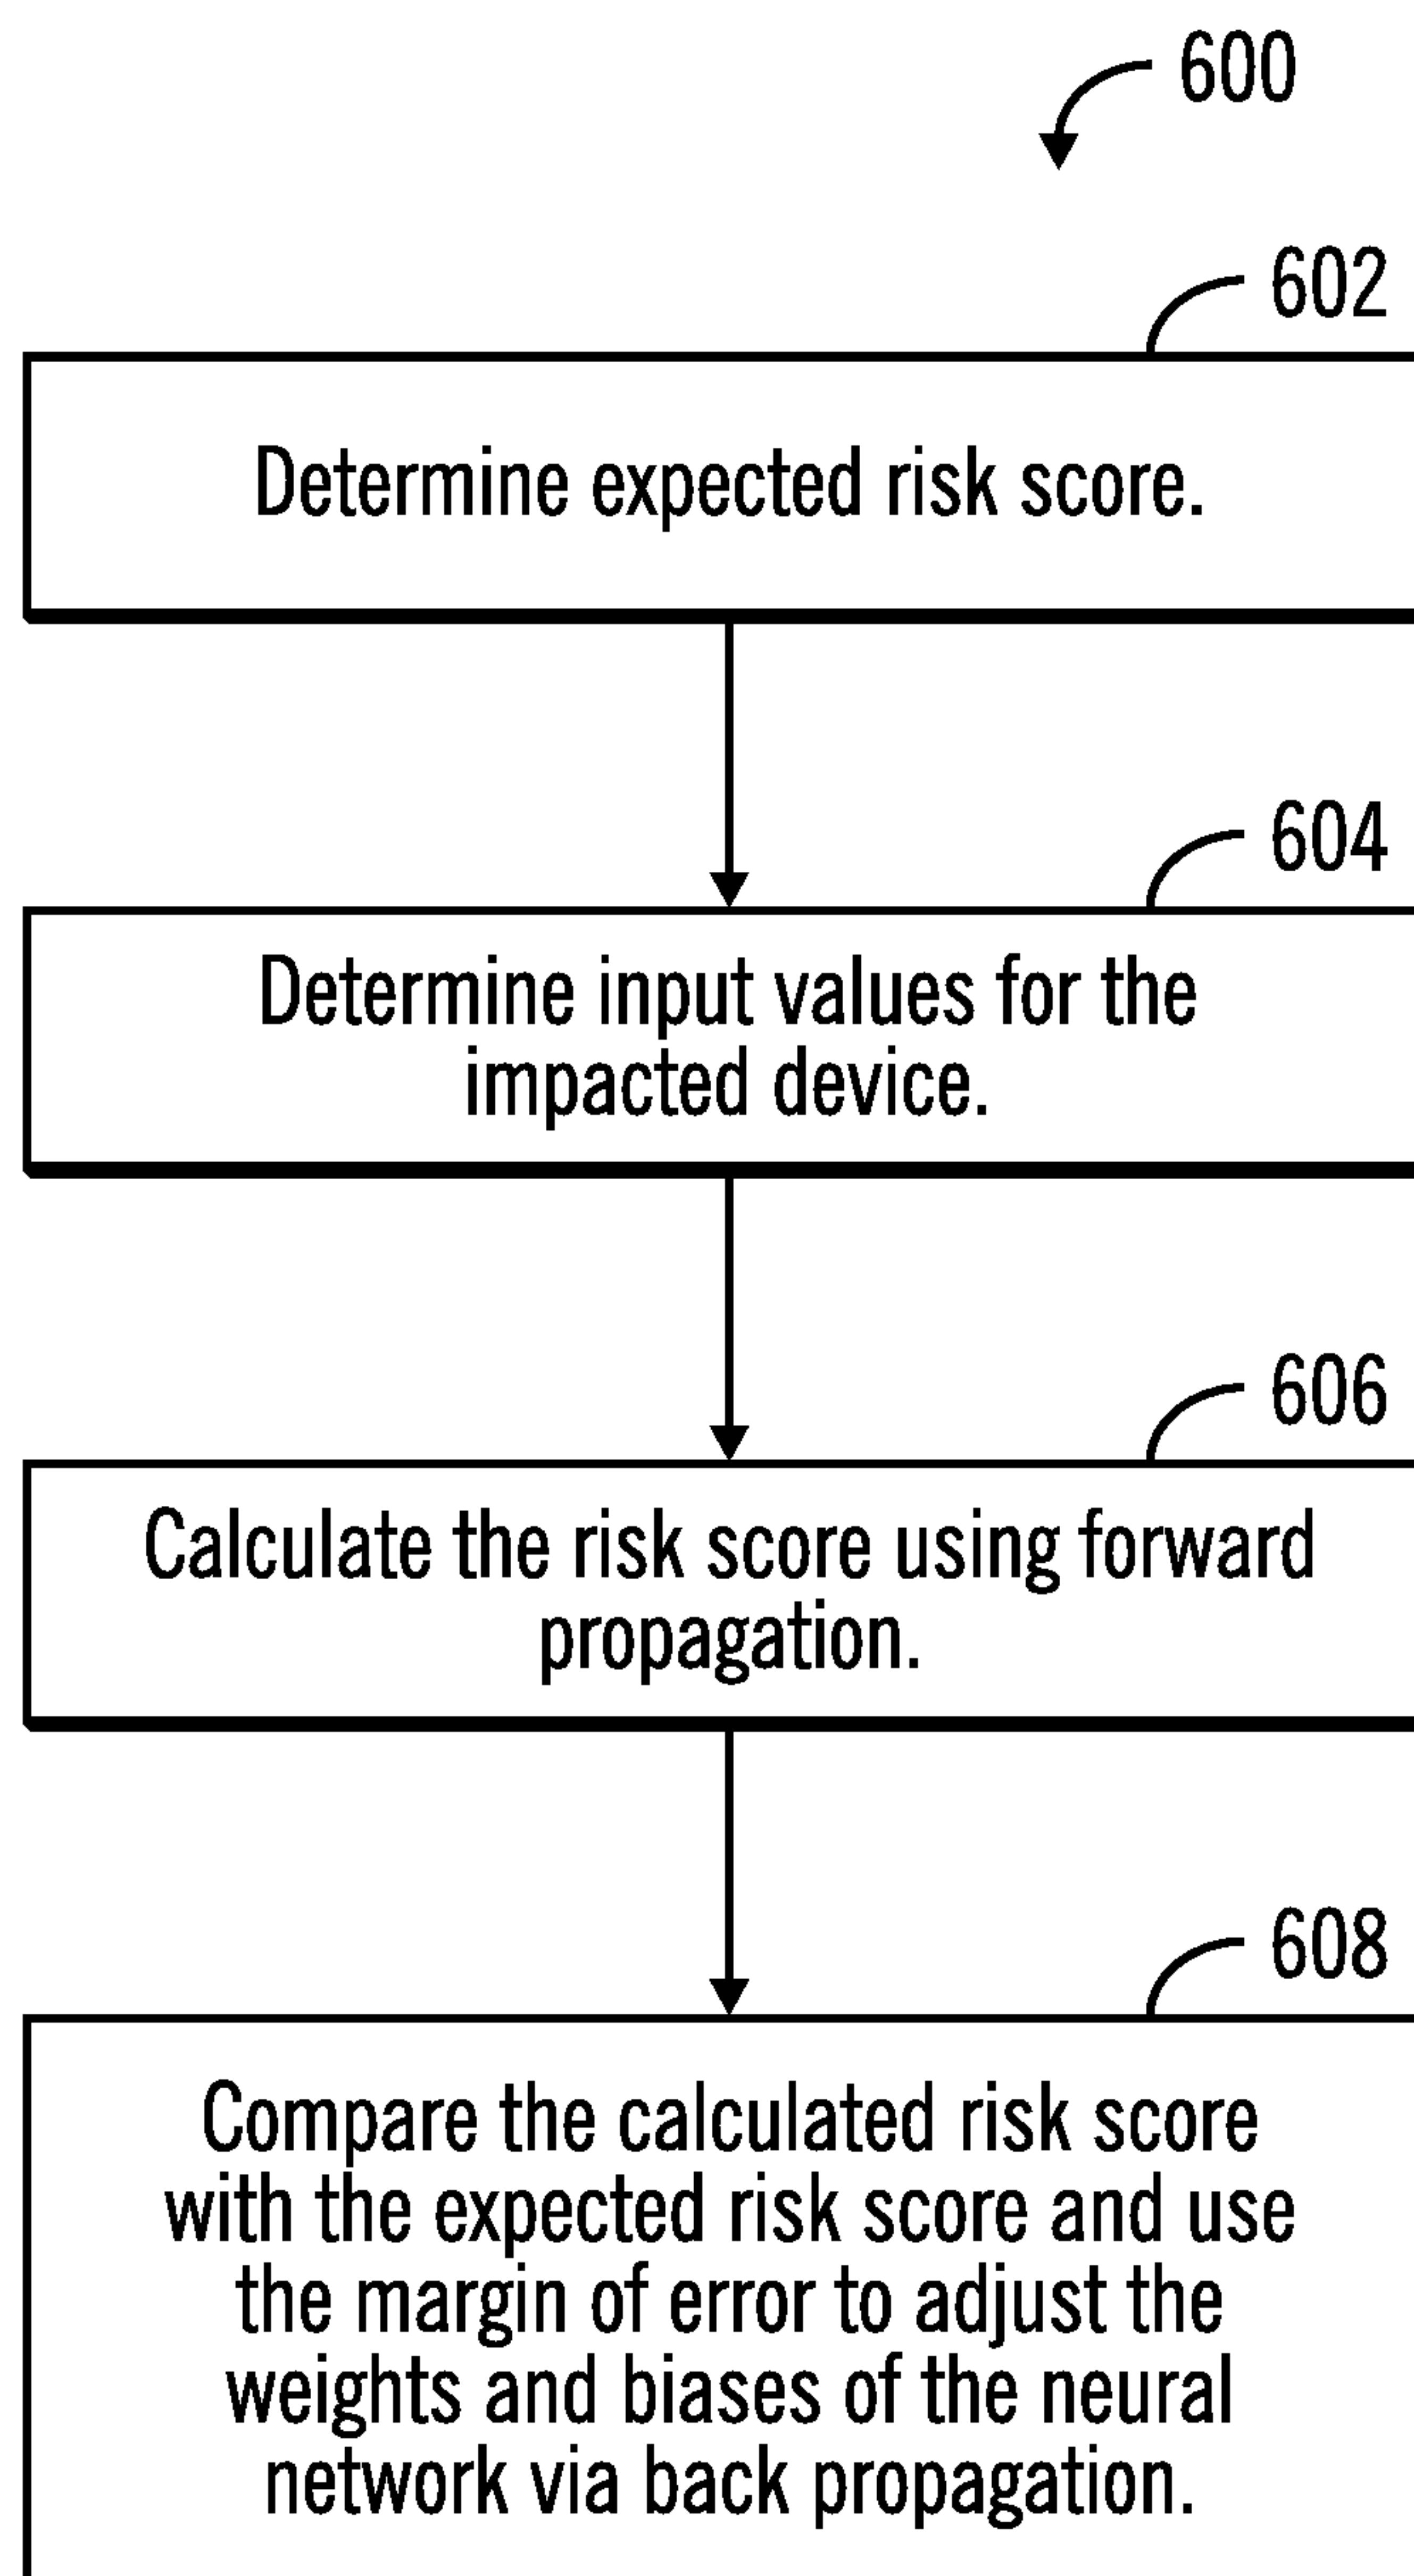 600
602
Determine expected risk score.
604
Determine input values for the
impacted device.
606
Calculate the risk score using forward
propagation.
608
Compare the calculated risk score
with the expected risk score and use
the margin of error to adjust the
weights and biases of the neural
network via back propagation.